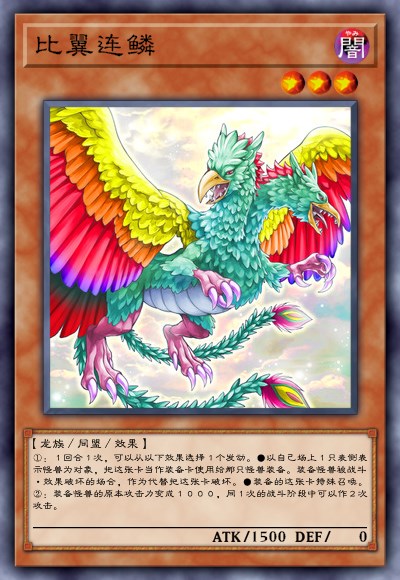 比翼连鳞
やみ
闇
【龙族／同盟／效果】
①：1回合1次，可以从以下效果选择1个发动。●以自己场上1只表侧表
示怪兽为对象，把这张卡当作装备卡使用给那只怪兽装备。装备怪兽被战斗
·效果破坏的场合，作为代替把这张卡破坏。●装备的这张卡特殊召唤。
②：装备怪兽的原本攻击力变成1000，同1次的战斗阶段中可以作2次
攻击。
ATK/1500 DEF/ 0